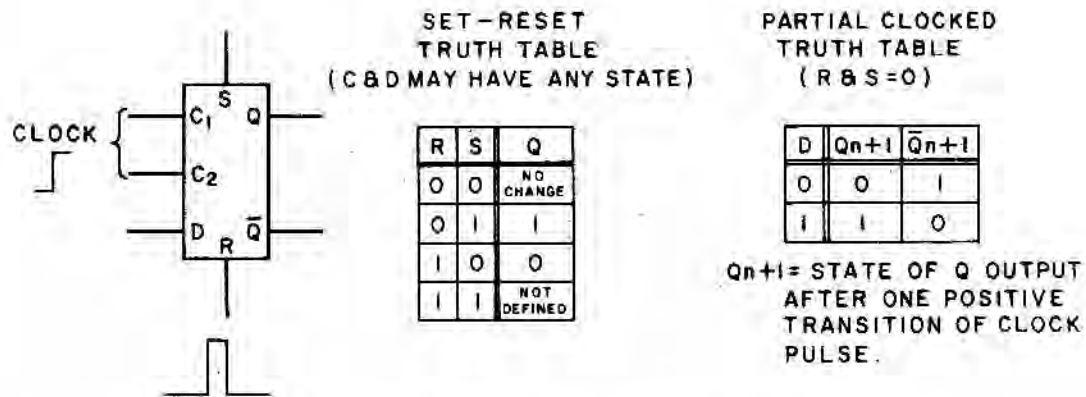 CLOCK
S
C1 Q
C2
D Q̅
R
SET-RESET
TRUTH TABLE
(C & D MAY HAVE ANY STATE)
R S Q
0 0 NO CHANGE
0 1 1
1 0 0
1 1 NOT DEFINED
PARTIAL CLOCKED
TRUTH TABLE
(R & S=0)
D Qn+1 Q̅n+1
0 0 1
1 1 0
Qn+1= STATE OF Q OUTPUT
AFTER ONE POSITIVE
TRANSITION OF CLOCK
PULSE.